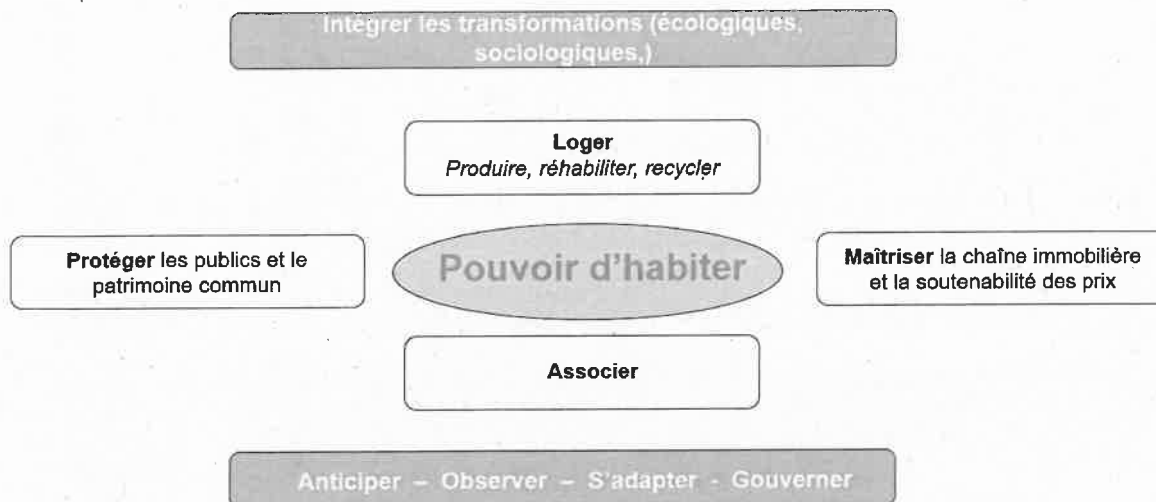 Intégrer les transformations (écologiques,
sociologiques,)
Loger
Produire, réhabiliter, recycler
Protéger les publics et le
patrimoine commun
Pouvoir d'habiter
Maîtriser la chaîne immobilière
et la soutenabilité des prix
Associer
Anticiper – Observer – S'adapter - Gouverner